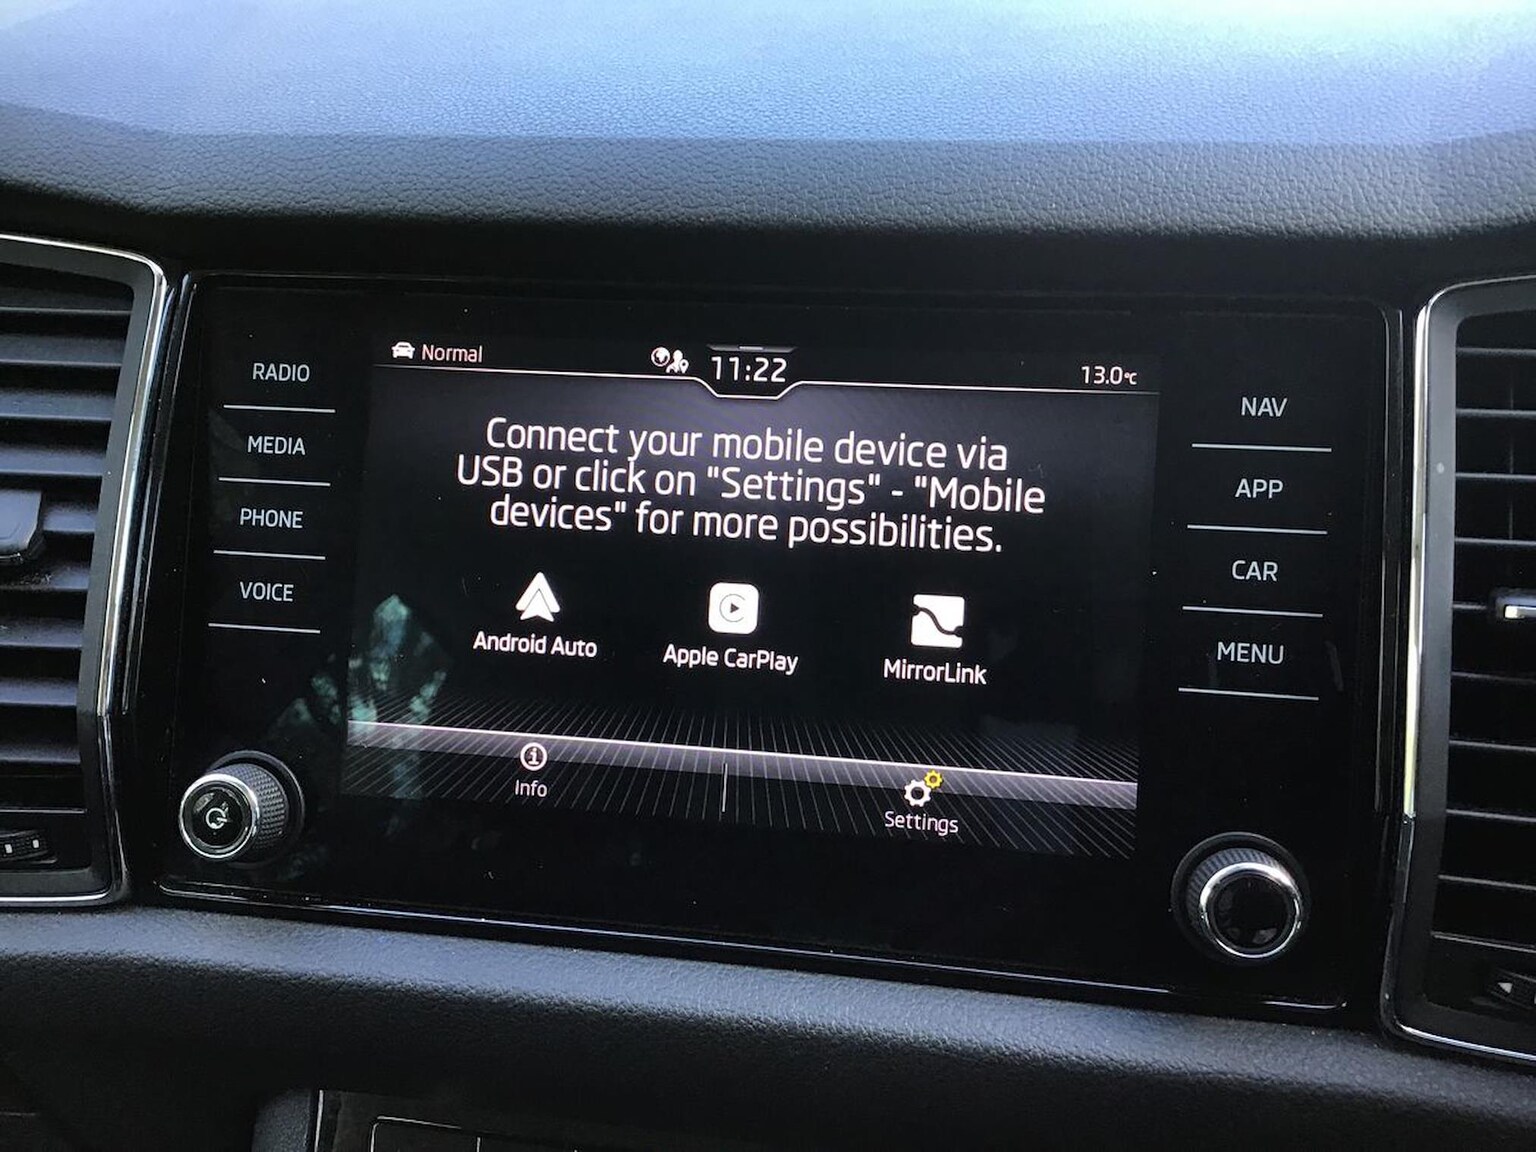 Normal
11:22
13.0°C
RADIO
MEDIA
PHONE
VOICE
Connect your mobile device via
USB or click on "Settings" - "Mobile
devices" for more possibilities.
Android Auto
Apple CarPlay
MirrorLink
Info
Settings
NAV
APP
CAR
MENU